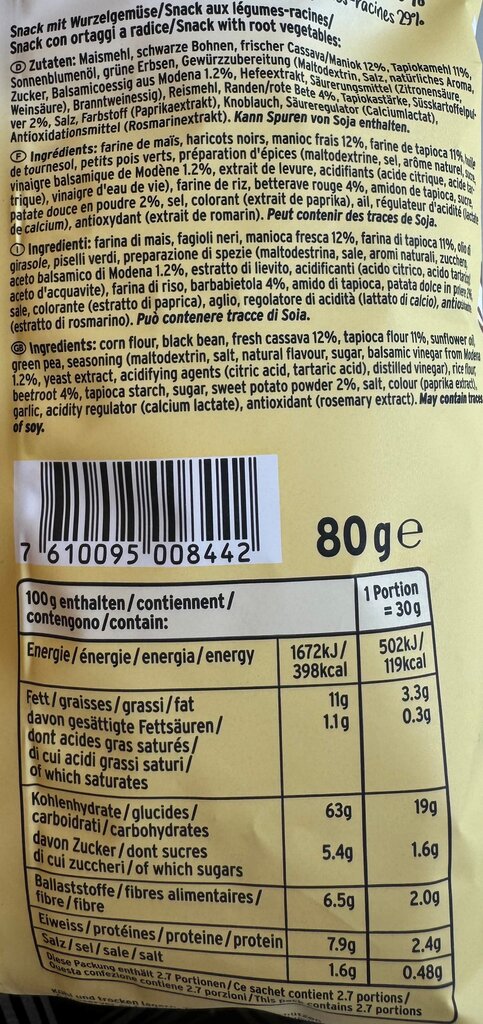 racines 29%
Snack mit Wurzelgemüse/Snack aux légumes-racines/
Snack con ortaggi a radice/Snack with root vegetables:
D Zutaten: Maismehl, schwarze Bohnen, frischer Cassava/Maniok 12%, Tapiokamehl 11%,
Sonnenblumenöl, grüne Erbsen, Gewürzzubereitung (Maltodextrin, Salz, natürliches Aroma,
Zucker, Balsamicoessig aus Modena 1.2%, Hefeextrakt, Säurerungsmittel (Zitronensäure,
Weinsäure), Branntweinessig), Reismehl, Randen/rote Bete 4%, Tapiokastärke, Süsskartoffelpul-
ver 2%, Salz, Farbstoff (Paprikaextrakt), Knoblauch, Säureregulator (Calciumlactat),
Antioxidationsmittel (Rosmarinextrakt). Kann Spuren von Soja enthalten.
F Ingrédients: farine de maïs, haricots noirs, manioc frais 12%, farine de tapioca 11%, huile
de tournesol, petits pois verts, préparation d'épices (maltodextrine, sel, arôme naturel, sucre
vinaigre balsamique de Modène 1.2%, extrait de levure, acidifiants (acide citrique, acide tar-
trique), vinaigre d'eau de vie), farine de riz, betterave rouge 4%, amidon de tapioca, sucre,
patate douce en poudre 2%, sel, colorant (extrait de paprika), ail, régulateur d'acidité (lactate
de calcium), antioxydant (extrait de romarin). Peut contenir des traces de Soja.
I Ingredienti: farina di mais, fagioli neri, manioca fresca 12%, farina di tapioca 11%, olio di
girasole, piselli verdi, preparazione di spezie (maltodestrina, sale, aromi naturali, zucchero,
aceto balsamico di Modena 1.2%, estratto di lievito, acidificanti (acido citrico, acido tartarico)
aceto d'acquavite), farina di riso, barbabietola 4%, amido di tapioca, patata dolce in polvere 2%,
sale, colorante (estratto di paprica), aglio, regolatore di acidità (lattato di calcio),
(estratto di rosmarino). Può contenere tracce di Soia.
GB Ingredients: corn flour, black bean, fresh cassava 12%, tapioca flour 11%, sunflower oil,
green pea, seasoning (maltodextrin, salt, natural flavour, sugar, balsamic vinegar from Modena
1.2%, yeast extract, acidifying agents (citric acid, tartaric acid), distilled vinegar), rice flour,
beetroot 4%, tapioca starch, sugar, sweet potato powder 2%, salt, colour (paprika extract),
garlic, acidity regulator (calcium lactate), antioxidant (rosemary extract). May contain traces
of soy.
7 610095 008442
80 g e
100 g enthalten/contiennent/
contengono/contain:
1 Portion
= 30 g
Energie/énergie/energia/energy
1672kJ/
398kcal
502kJ/
119kcal
Fett/graisses/grassi/fat
11g
3.3g
davon gesättigte Fettsäuren/
1.1g
0.3g
dont acides gras saturés/
di cui acidi grassi saturi/
of which saturates
Kohlenhydrate/glucides/
carboidrati/carbohydrates
63g
19g
davon Zucker/dont sucres
di cui zuccheri/of which sugars
5.4g
1.6g
Ballaststoffe/fibres alimentaires/
fibre/fibre
6.5g
2.0g
Eiweiss/protéines/proteine/protein
7.9g
2.4g
Salz/sel/sale/salt
1.6g
0.48g
Diese Packung enthält 2.7 Portionen/Ce sachet contient 2.7 portions/
Questa confezione contiene 2.7 porzioni/This pack contains 2.7 portions
Kühl und trocken lagern